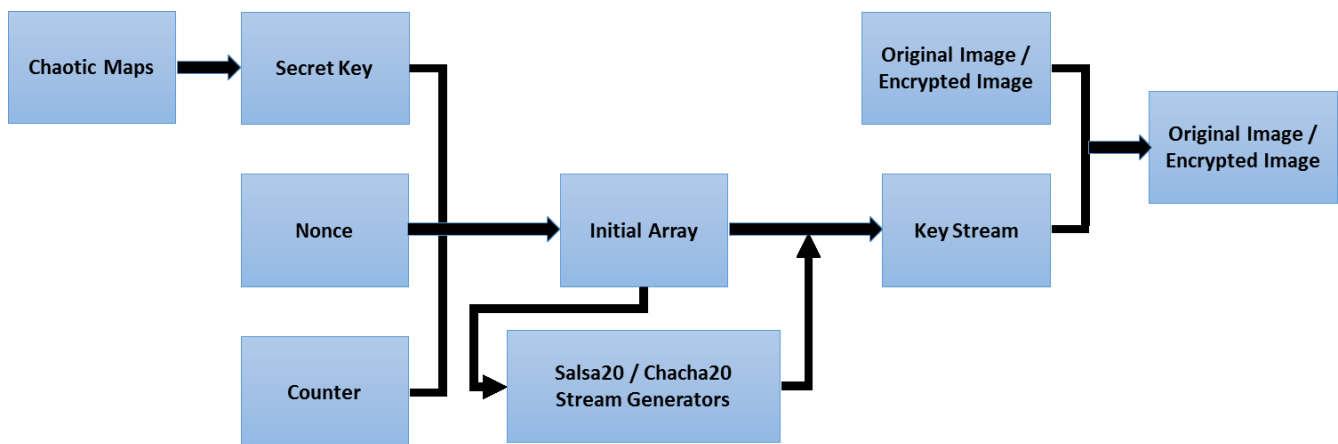 Chaotic Maps
Secret Key
Original Image /
Encrypted Image
Original Image /
Encrypted Image
Nonce
Initial Array
Key Stream
Counter
Salsa20 / Chacha20
Stream Generators